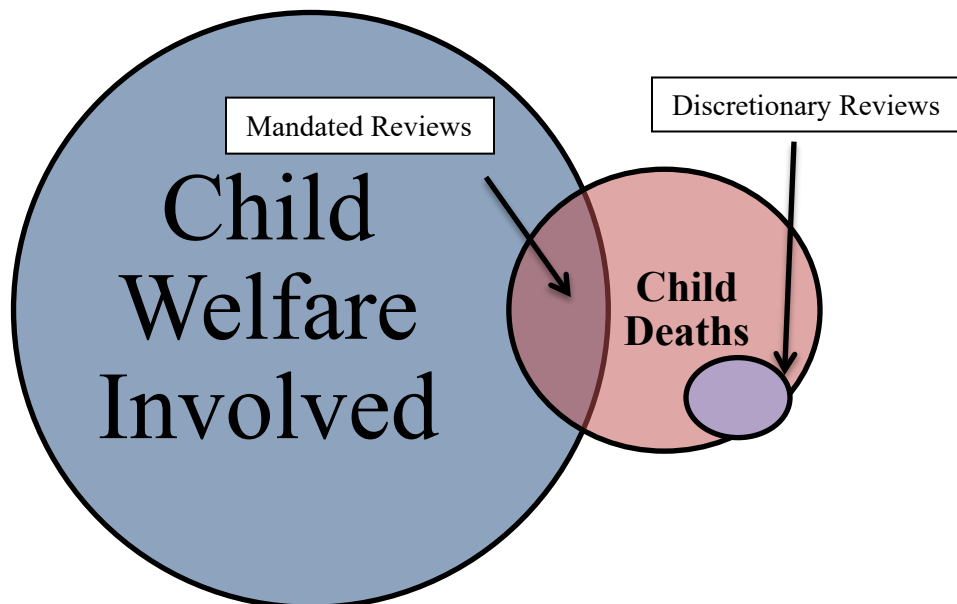 Mandated Reviews
Discretionary Reviews
Child
Welfare
Involved
Child
Deaths